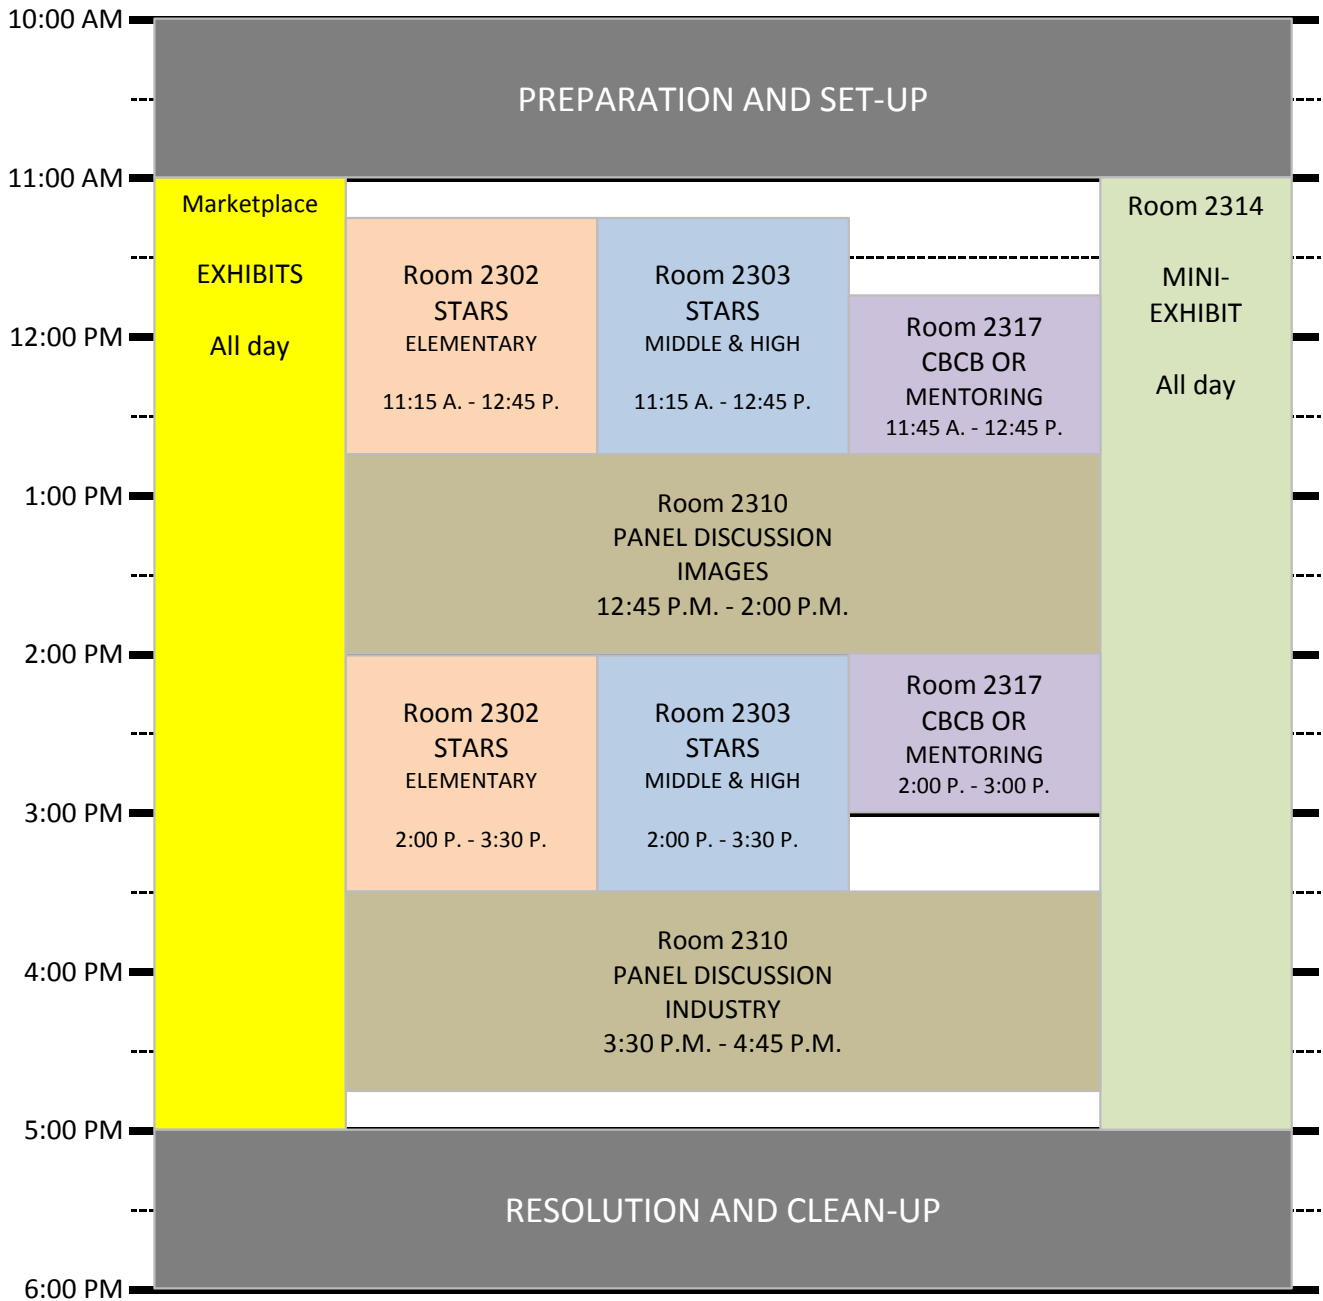 10:00 AM
PREPARATION AND SET-UP
11:00 AM
Marketplace
EXHIBITS
All day
Room 2302
STARS
ELEMENTARY
11:15 A. - 12:45 P.
Room 2303
STARS
MIDDLE & HIGH
11:15 A. - 12:45 P.
Room 2317
CBCB OR
MENTORING
11:45 A. - 12:45 P.
Room 2314
MINI-
EXHIBIT
All day
12:00 PM
1:00 PM
Room 2310
PANEL DISCUSSION
IMAGES
12:45 P.M. - 2:00 P.M.
2:00 PM
Room 2302
STARS
ELEMENTARY
2:00 P. - 3:30 P.
Room 2303
STARS
MIDDLE & HIGH
2:00 P. - 3:30 P.
Room 2317
CBCB OR
MENTORING
2:00 P. - 3:00 P.
3:00 PM
Room 2310
PANEL DISCUSSION
INDUSTRY
3:30 P.M. - 4:45 P.M.
4:00 PM
5:00 PM
RESOLUTION AND CLEAN-UP
6:00 PM